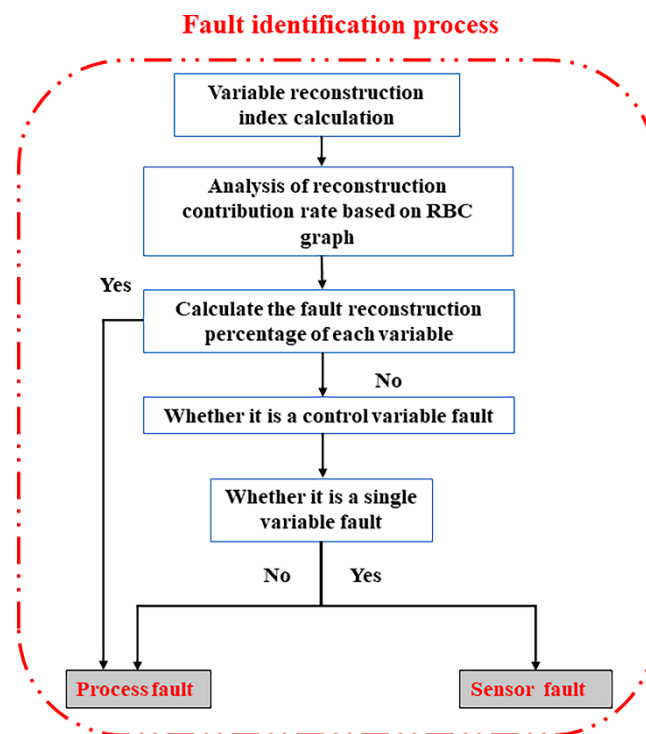 Fault identification process
Variable reconstruction
index calculation
Analysis of reconstruction
contribution rate based on RBC
graph
Yes
Calculate the fault reconstruction
percentage of each variable
No
Whether it is a control variable fault
Whether it is a single
variable fault
No
Yes
Process fault
Sensor fault